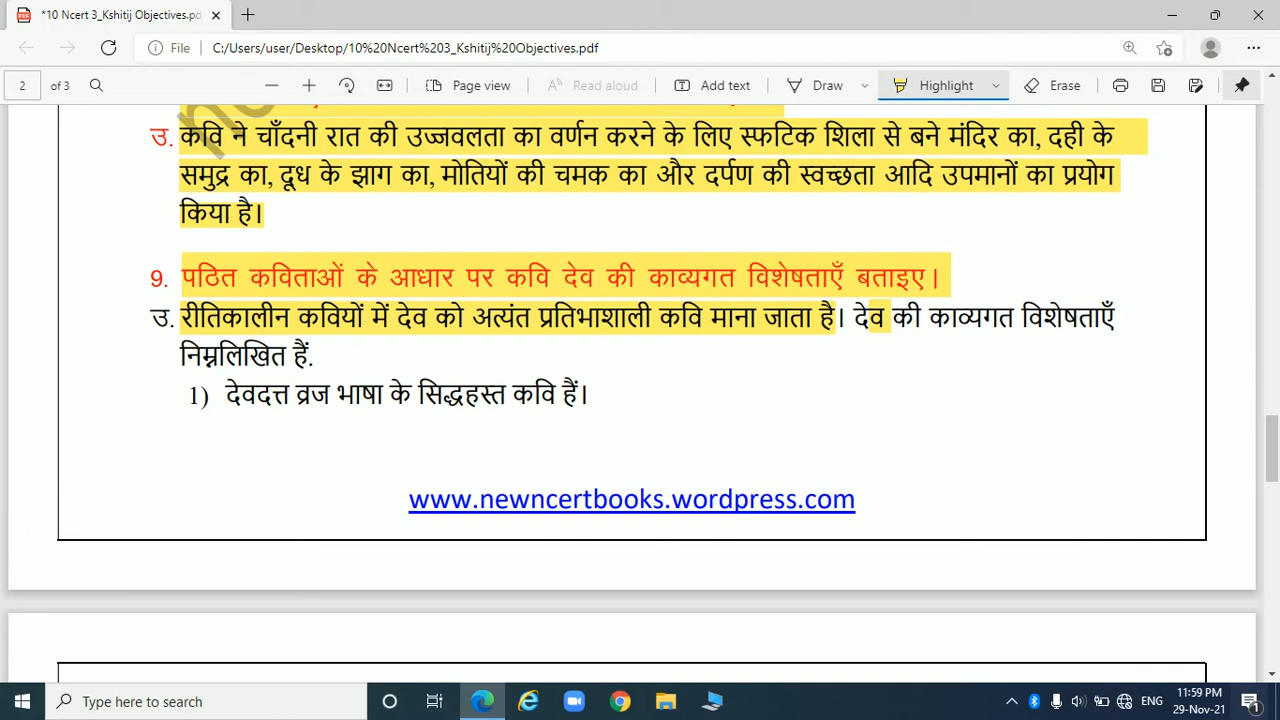 *10 Ncert 3_Kshitij Objectives.pd
File C:/Users/user/Desktop/10%20Ncert%203_Kshitij%20Objectives.pdf
2 of 3 Page view Read aloud Add text Draw Highlight Erase
उ. कवि ने चाँदनी रात की उज्जवलता का वर्णन करने के लिए स्फटिक शिला से बने मंदिर का, दही के
समुद्र का, दूध के झाग का, मोतियों की चमक का और दर्पण की स्वच्छता आदि उपमानों का प्रयोग
किया है।
9. पठित कविताओं के आधार पर कवि देव की काव्यगत विशेषताएँ बताइए।
उ. रीतिकालीन कवियों में देव को अत्यंत प्रतिभाशाली कवि माना जाता है। देव की काव्यगत विशेषताएँ
निम्नलिखित हैं.
1) देवदत्त व्रज भाषा के सिद्धहस्त कवि हैं।
www.newncertbooks.wordpress.com
Type here to search
ENG
11:59 PM
29-Nov-21
1